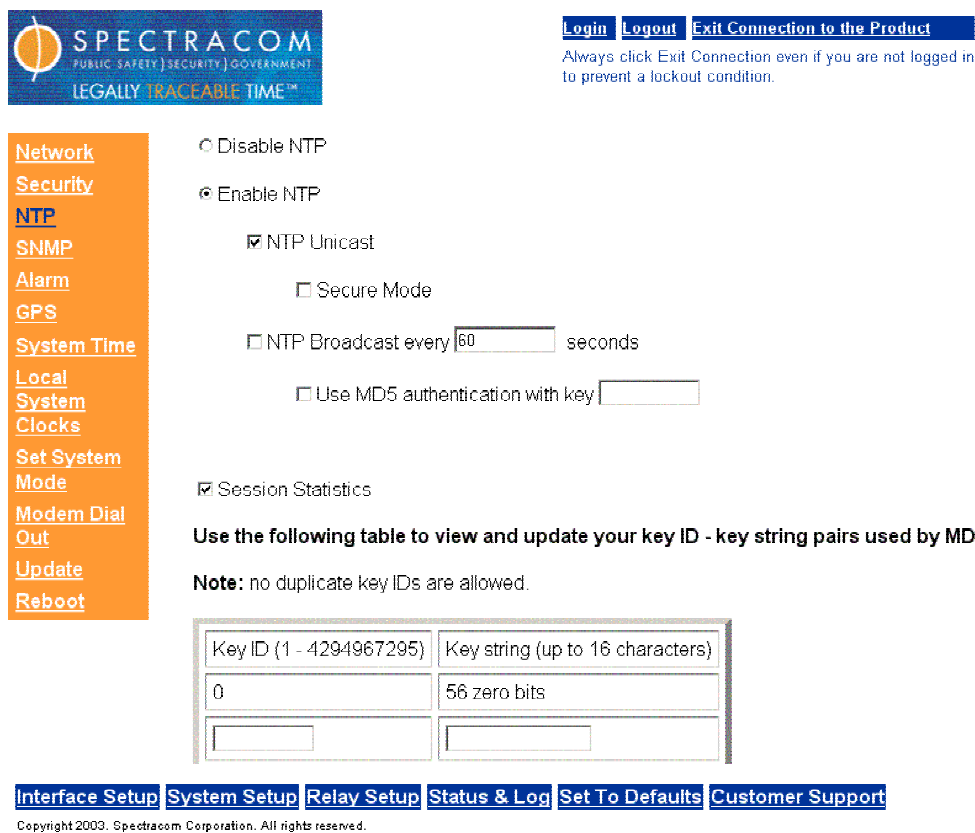 SPECTRACOM
PUBLIC SAFETY } SECURITY } GOVERNMENT
LEGALLY TRACEABLE TIME™
Login Logout Exit Connection to the Product
Always click Exit Connection even if you are not logged in
to prevent a lockout condition.
Network
Security
NTP
SNMP
Alarm
GPS
System Time
Local
System
Clocks
Set System
Mode
Modem Dial
Out
Update
Reboot
Disable NTP
Enable NTP
NTP Unicast
Secure Mode
NTP Broadcast every 60 seconds
Use MD5 authentication with key
Session Statistics
Use the following table to view and update your key ID - key string pairs used by MD
Note: no duplicate key IDs are allowed.
Key ID (1 - 4294967295) Key string (up to 16 characters)
0 56 zero bits
Interface Setup System Setup Relay Setup Status & Log Set To Defaults Customer Support
Copyright 2003. Spectracom Corporation. All rights reserved.